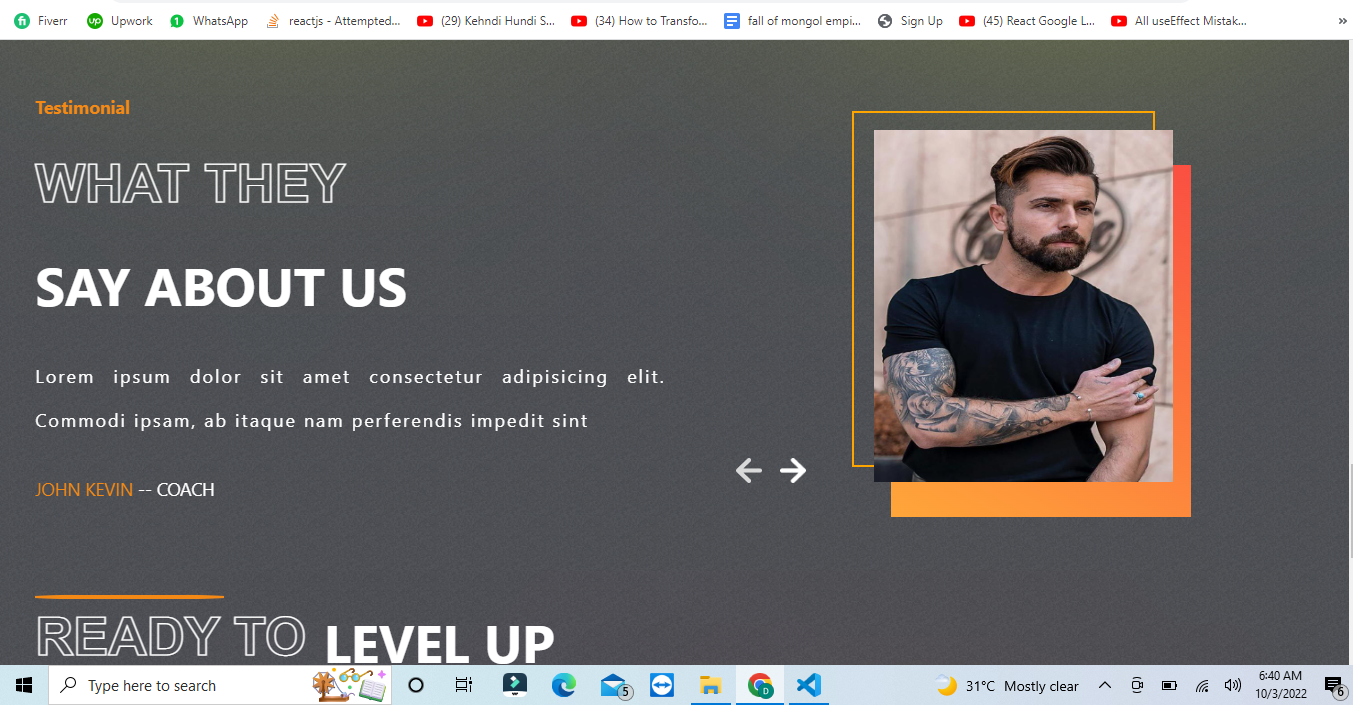 Fiverr
Upwork
WhatsApp
reactjs - Attempted...
(29) Kehndi Hundi S...
(34) How to Transfo...
fall of mongol empi...
Sign Up
(45) React Google L...
All useEffect Mistak...
»
Testimonial
WHAT THEY
SAY ABOUT US
Lorem ipsum dolor sit amet consectetur adipisicing elit.
Commodi ipsam, ab itaque nam perferendis impedit sint
JOHN KEVIN -- COACH
READY TO LEVEL UP
Type here to search
5
D
31°C Mostly clear
6:40 AM
10/3/2022
6